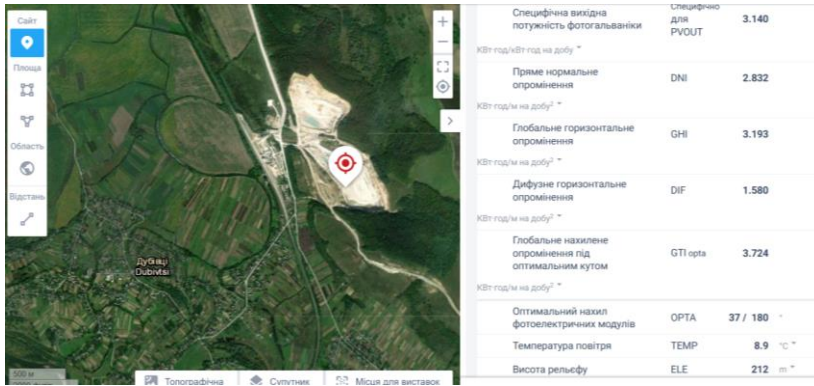 Сайт
Площа
Область
Відстань
Дубівці
Dubivtsi
500 м
Топографічна
Супутник
Місця для виставок
Специфічна вихідна
потужність фотогальваніки
Специфічно
для
PVOUT
3.140
КВт·год/кВт·год на добу
Пряме нормальне
опромінення
DNI
2.832
КВт·год/м на добу²
Глобальне горизонтальне
опромінення
GHI
3.193
КВт·год/м на добу²
Дифузне горизонтальне
опромінення
DIF
1.580
КВт·год/м на добу²
Глобальне нахилене
опромінення під
оптимальним кутом
GTI opta
3.724
КВт·год/м на добу²
Оптимальний нахил
фотоелектричних модулів
OPTA
37 / 180 °
Температура повітря
TEMP
8.9 °C
Висота рельєфу
ELE
212 m